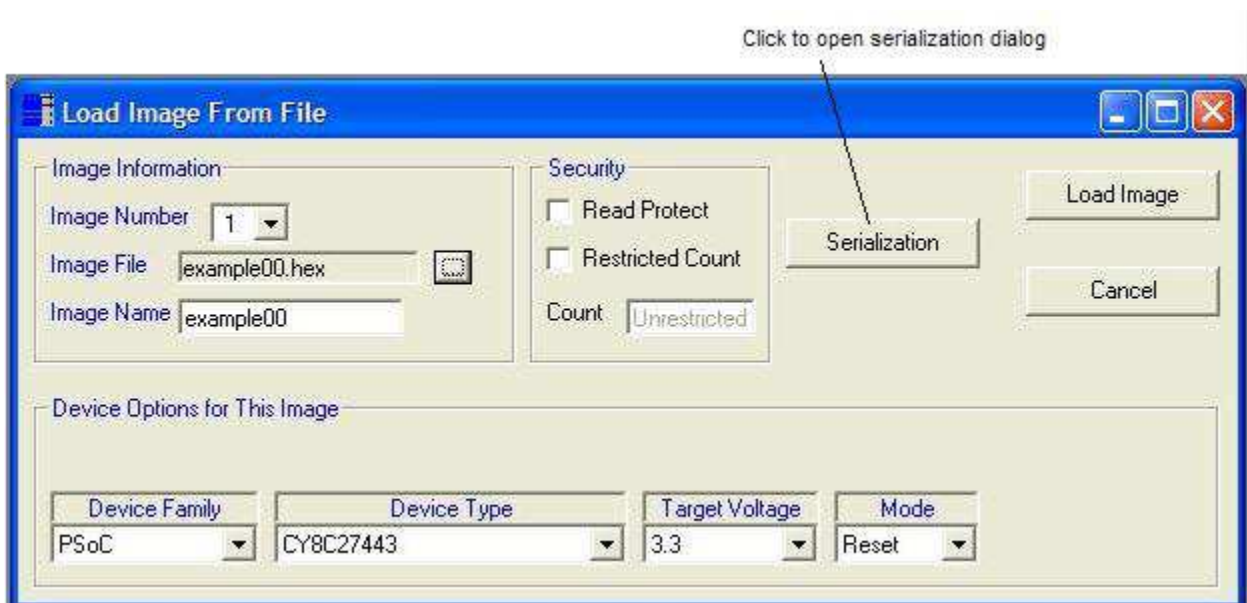 Click to open serialization dialog
Load Image From File
Image Information
Image Number 1
Image File example00.hex
Image Name example00
Security
Read Protect
Restricted Count
Count Unrestricted
Serialization
Load Image
Cancel
Device Options for This Image
Device Family Device Type Target Voltage Mode
PSoC CY8C27443 3.3 Reset